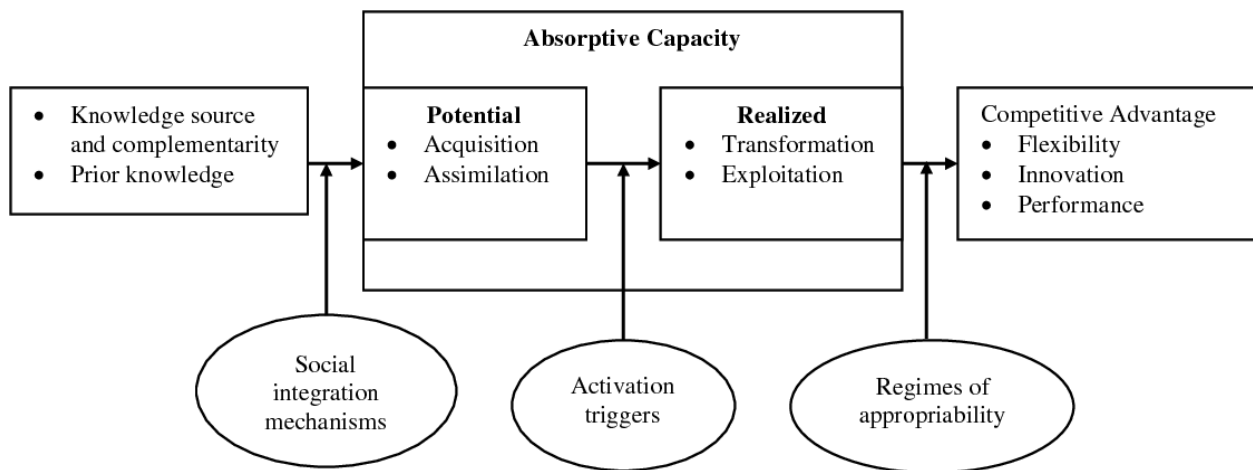 Absorptive Capacity
• Knowledge source
and complementarity
• Prior knowledge
Potential
• Acquisition
• Assimilation
Realized
• Transformation
• Exploitation
Competitive Advantage
• Flexibility
• Innovation
• Performance
Social
integration
mechanisms
Activation
triggers
Regimes of
appropriability